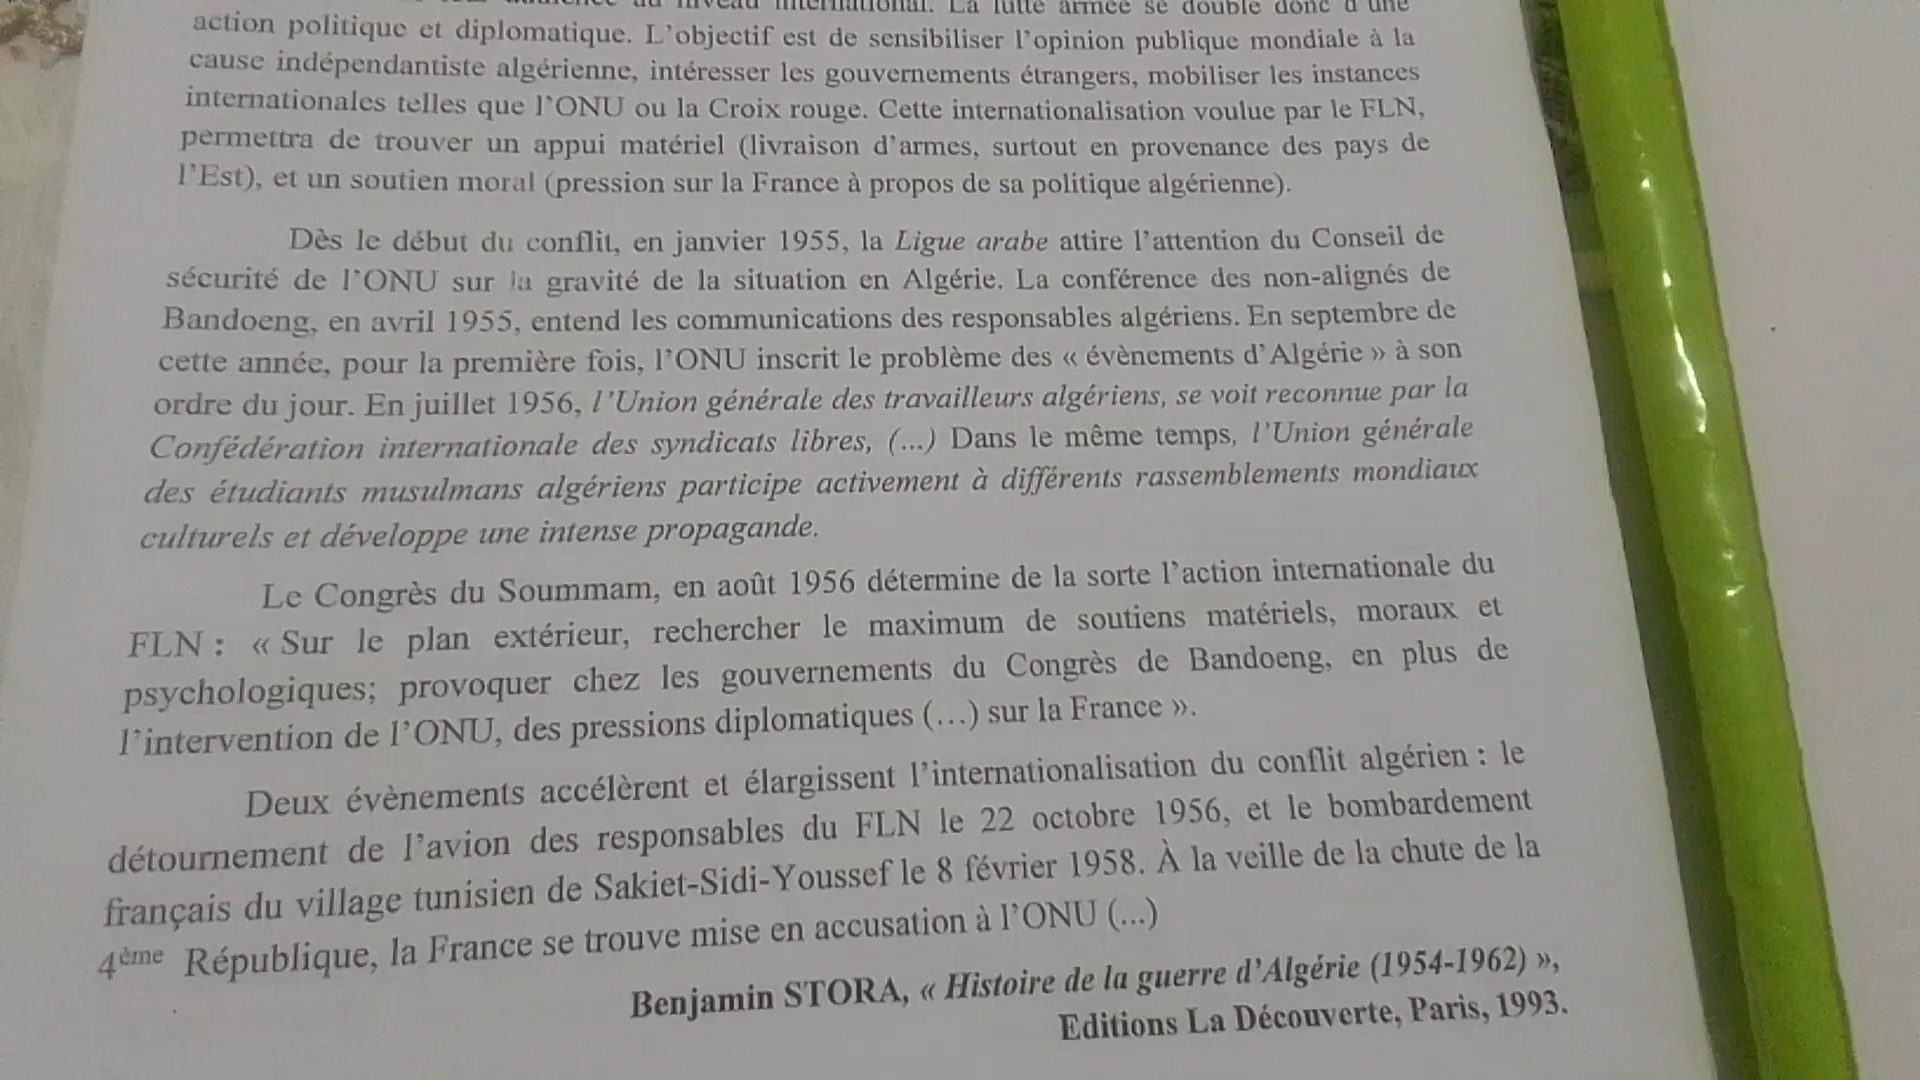 au niveau international. La lutte armée se double donc d'une
action politique et diplomatique. L'objectif est de sensibiliser l'opinion publique mondiale à la
cause indépendantiste algérienne, intéresser les gouvernements étrangers, mobiliser les instances
internationales telles que l'ONU ou la Croix rouge. Cette internationalisation voulue par le FLN,
permettra de trouver un appui matériel (livraison d'armes, surtout en provenance des pays de
l'Est), et un soutien moral (pression sur la France à propos de sa politique algérienne).
Dès le début du conflit, en janvier 1955, la Ligue arabe attire l'attention du Conseil de
sécurité de l'ONU sur la gravité de la situation en Algérie. La conférence des non-alignés de
Bandoeng, en avril 1955, entend les communications des responsables algériens. En septembre de
cette année, pour la première fois, l'ONU inscrit le problème des « évènements d'Algérie » à son
ordre du jour. En juillet 1956, l'Union générale des travailleurs algériens, se voit reconnue par la
Confédération internationale des syndicats libres, (...) Dans le même temps, l'Union générale
des étudiants musulmans algériens participe activement à différents rassemblements mondiaux
culturels et développe une intense propagande.
Le Congrès du Soummam, en août 1956 détermine de la sorte l'action internationale du
FLN : « Sur le plan extérieur, rechercher le maximum de soutiens matériels, moraux et
psychologiques; provoquer chez les gouvernements du Congrès de Bandoeng, en plus de
l'intervention de l'ONU, des pressions diplomatiques (...) sur la France ».
Deux évènements accélèrent et élargissent l'internationalisation du conflit algérien : le
détournement de l'avion des responsables du FLN le 22 octobre 1956, et le bombardement
français du village tunisien de Sakiet-Sidi-Youssef le 8 février 1958. À la veille de la chute de la
4ème République, la France se trouve mise en accusation à l'ONU (...)
Benjamin STORA, « Histoire de la guerre d'Algérie (1954-1962) »,
Editions La Découverte, Paris, 1993.